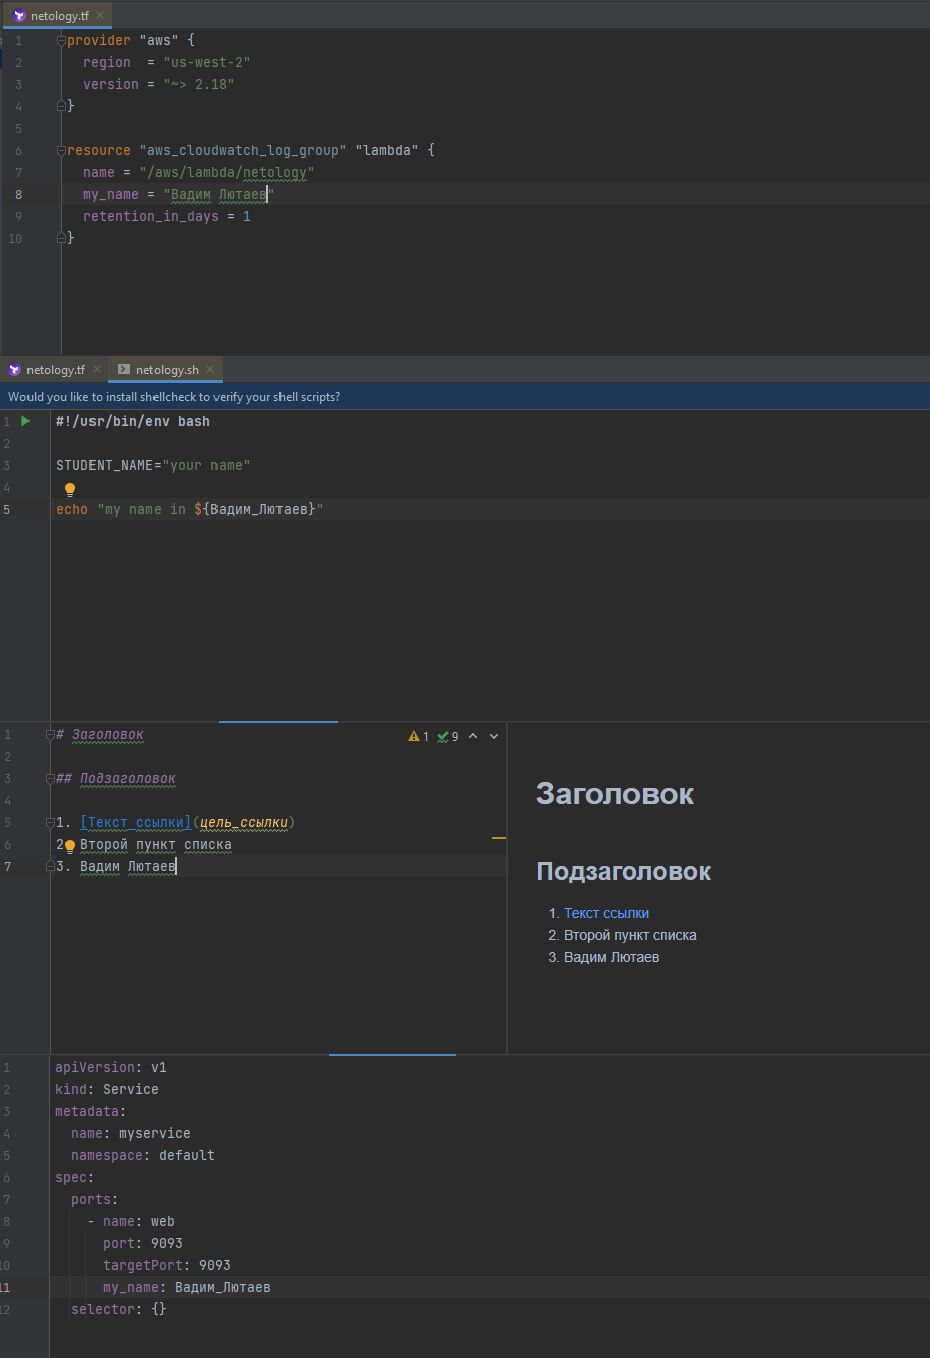 netology.tf
1 provider "aws" {
2   region  = "us-west-2"
3   version = "~> 2.18"
4 }
5
6 resource "aws_cloudwatch_log_group" "lambda" {
7   name = "/aws/lambda/netology"
8   my_name = "Вадим Лютаев"
9   retention_in_days = 1
10 }
netology.tf netology.sh
Would you like to install shellcheck to verify your shell scripts?
1 #!/usr/bin/env bash
2
3 STUDENT_NAME="your name"
4
5 echo "my name in ${Вадим_Лютаев}"
1 # Заголовок
1 9
2
3 ## Подзаголовок
4
5 1. [Текст ссылки](цель_ссылки)
6 2 Второй пункт списка
7 3. Вадим Лютаев
Заголовок
Подзаголовок
1. Текст ссылки
2. Второй пункт списка
3. Вадим Лютаев
1 apiVersion: v1
2 kind: Service
3 metadata:
4   name: myservice
5   namespace: default
6 spec:
7   ports:
8     - name: web
9       port: 9093
10       targetPort: 9093
11       my_name: Вадим_Лютаев
12   selector: {}